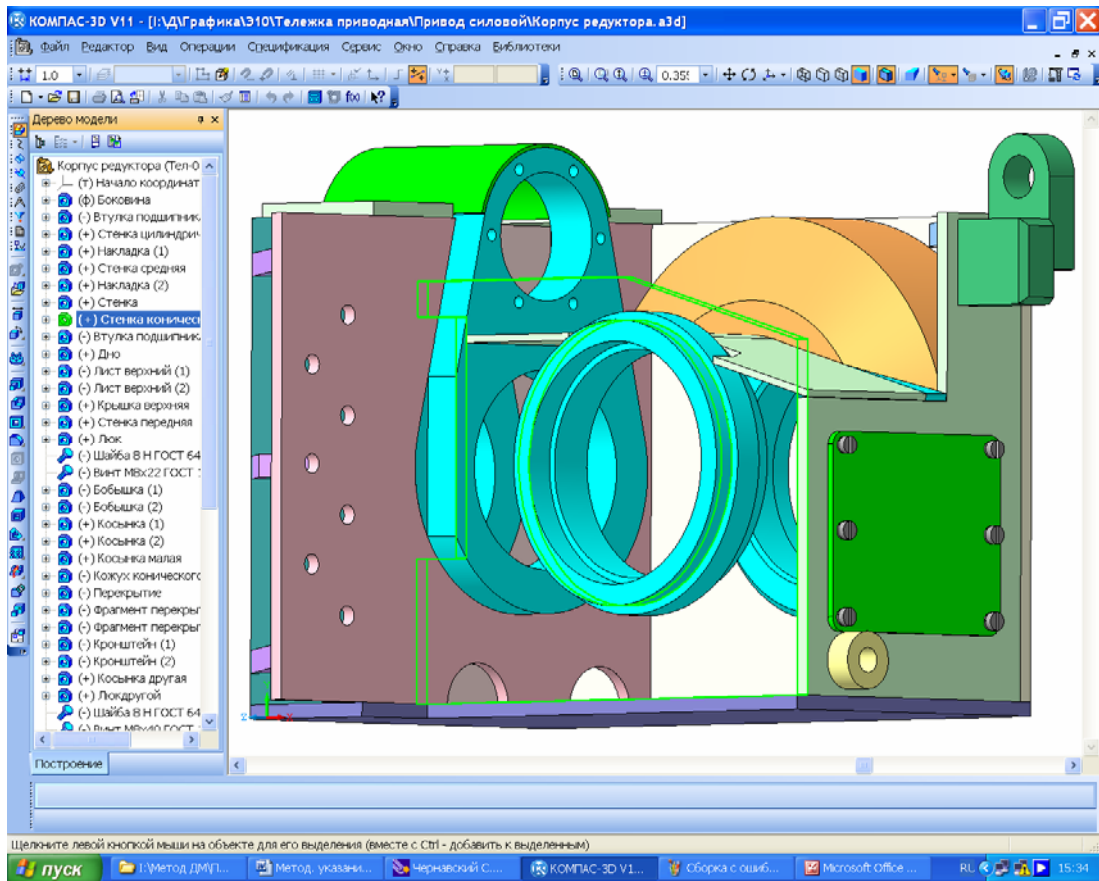 КОМПАС-3D V11 - [I:\Д\Графика\Э10\Тележка приводная\Привод силовой\Корпус редуктора.a3d]
Файл Редактор Вид Операции Спецификация Сервис Окно Справка Библиотеки
1.0 0.355
f(x)
Дерево модели
Корпус редуктора (Тел-0
(т) Начало координат
(ф) Боковина
(-) Втулка подшипник
(+) Стенка цилиндрич
(+) Накладка (1)
(+) Стенка средняя
(+) Накладка (2)
(+) Стенка
(+) Стенка коничес
(-) Втулка подшипник
(+) Дно
(-) Лист верхний (1)
(-) Лист верхний (2)
(+) Крышка верхняя
(+) Стенка передняя
(+) Люк
(-) Шайба 8 Н ГОСТ 64
(-) Винт М8х22 ГОСТ 1
(-) Бобышка (1)
(-) Бобышка (2)
(+) Косынка (1)
(+) Косынка (2)
(+) Косынка малая
(-) Кожух коническог
(-) Перекрытие
(-) Фрагмент перекры
(-) Фрагмент перекры
(-) Кронштейн (1)
(-) Кронштейн (2)
(+) Косынка другая
(+) Люкдругой
(-) Шайба 8 Н ГОСТ 64
(-) Винт М8х40 ГОСТ
Построение
Щелкните левой кнопкой мыши на объекте для его выделения (вместе с Ctrl - добавить к выделенным)
пуск I:\Метод ДМ\П... Метод. указани... Чернавский С.... КОМПАС-3D V1... Сборка с ошиб... Microsoft Office ... RU 15:34